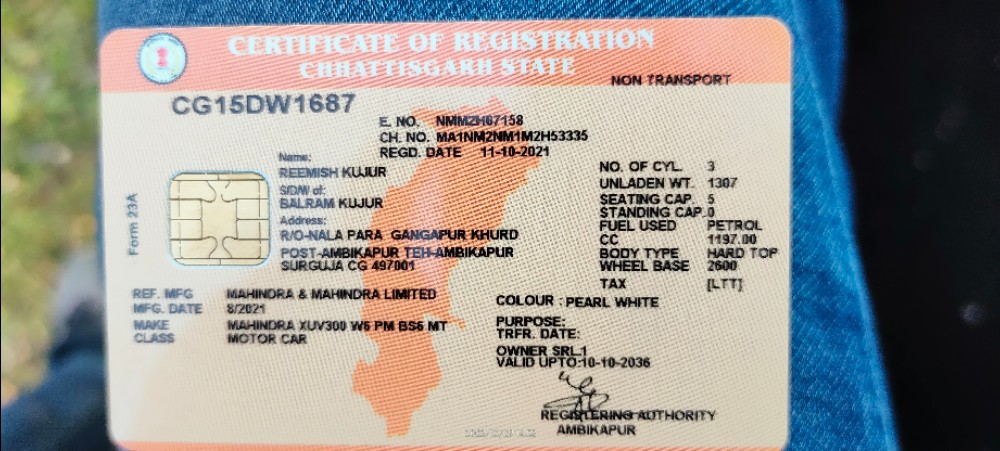 CERTIFICATE OF REGISTRATION
CHHATTISGARH STATE
NON TRANSPORT
CG15DW1687
E. NO. NMM2H67158
CH. NO. MA1NM2NM1M2H53335
REGD. DATE 11-10-2021
Name:
REEMISH KUJUR
S/D/W of:
BALRAM KUJUR
Address:
R/O-NALA PARA GANGAPUR KHURD
POST-AMBIKAPUR TEH-AMBIKAPUR
SURGUJA CG 497001
Form 23A
NO. OF CYL. 3
UNLADEN WT. 1307
SEATING CAP. 5
STANDING CAP.0
FUEL USED PETROL
CC 1197.00
BODY TYPE HARD TOP
WHEEL BASE 2600
TAX [LTT]
REF. MFG MAHINDRA & MAHINDRA LIMITED
MFG. DATE 8/2021
MAKE MAHINDRA XUV300 W6 PM BS6 MT
CLASS MOTOR CAR
COLOUR : PEARL WHITE
PURPOSE:
TRFR. DATE:
OWNER SRL.1
VALID UPTO:10-10-2036
REGISTERING AUTHORITY
AMBIKAPUR